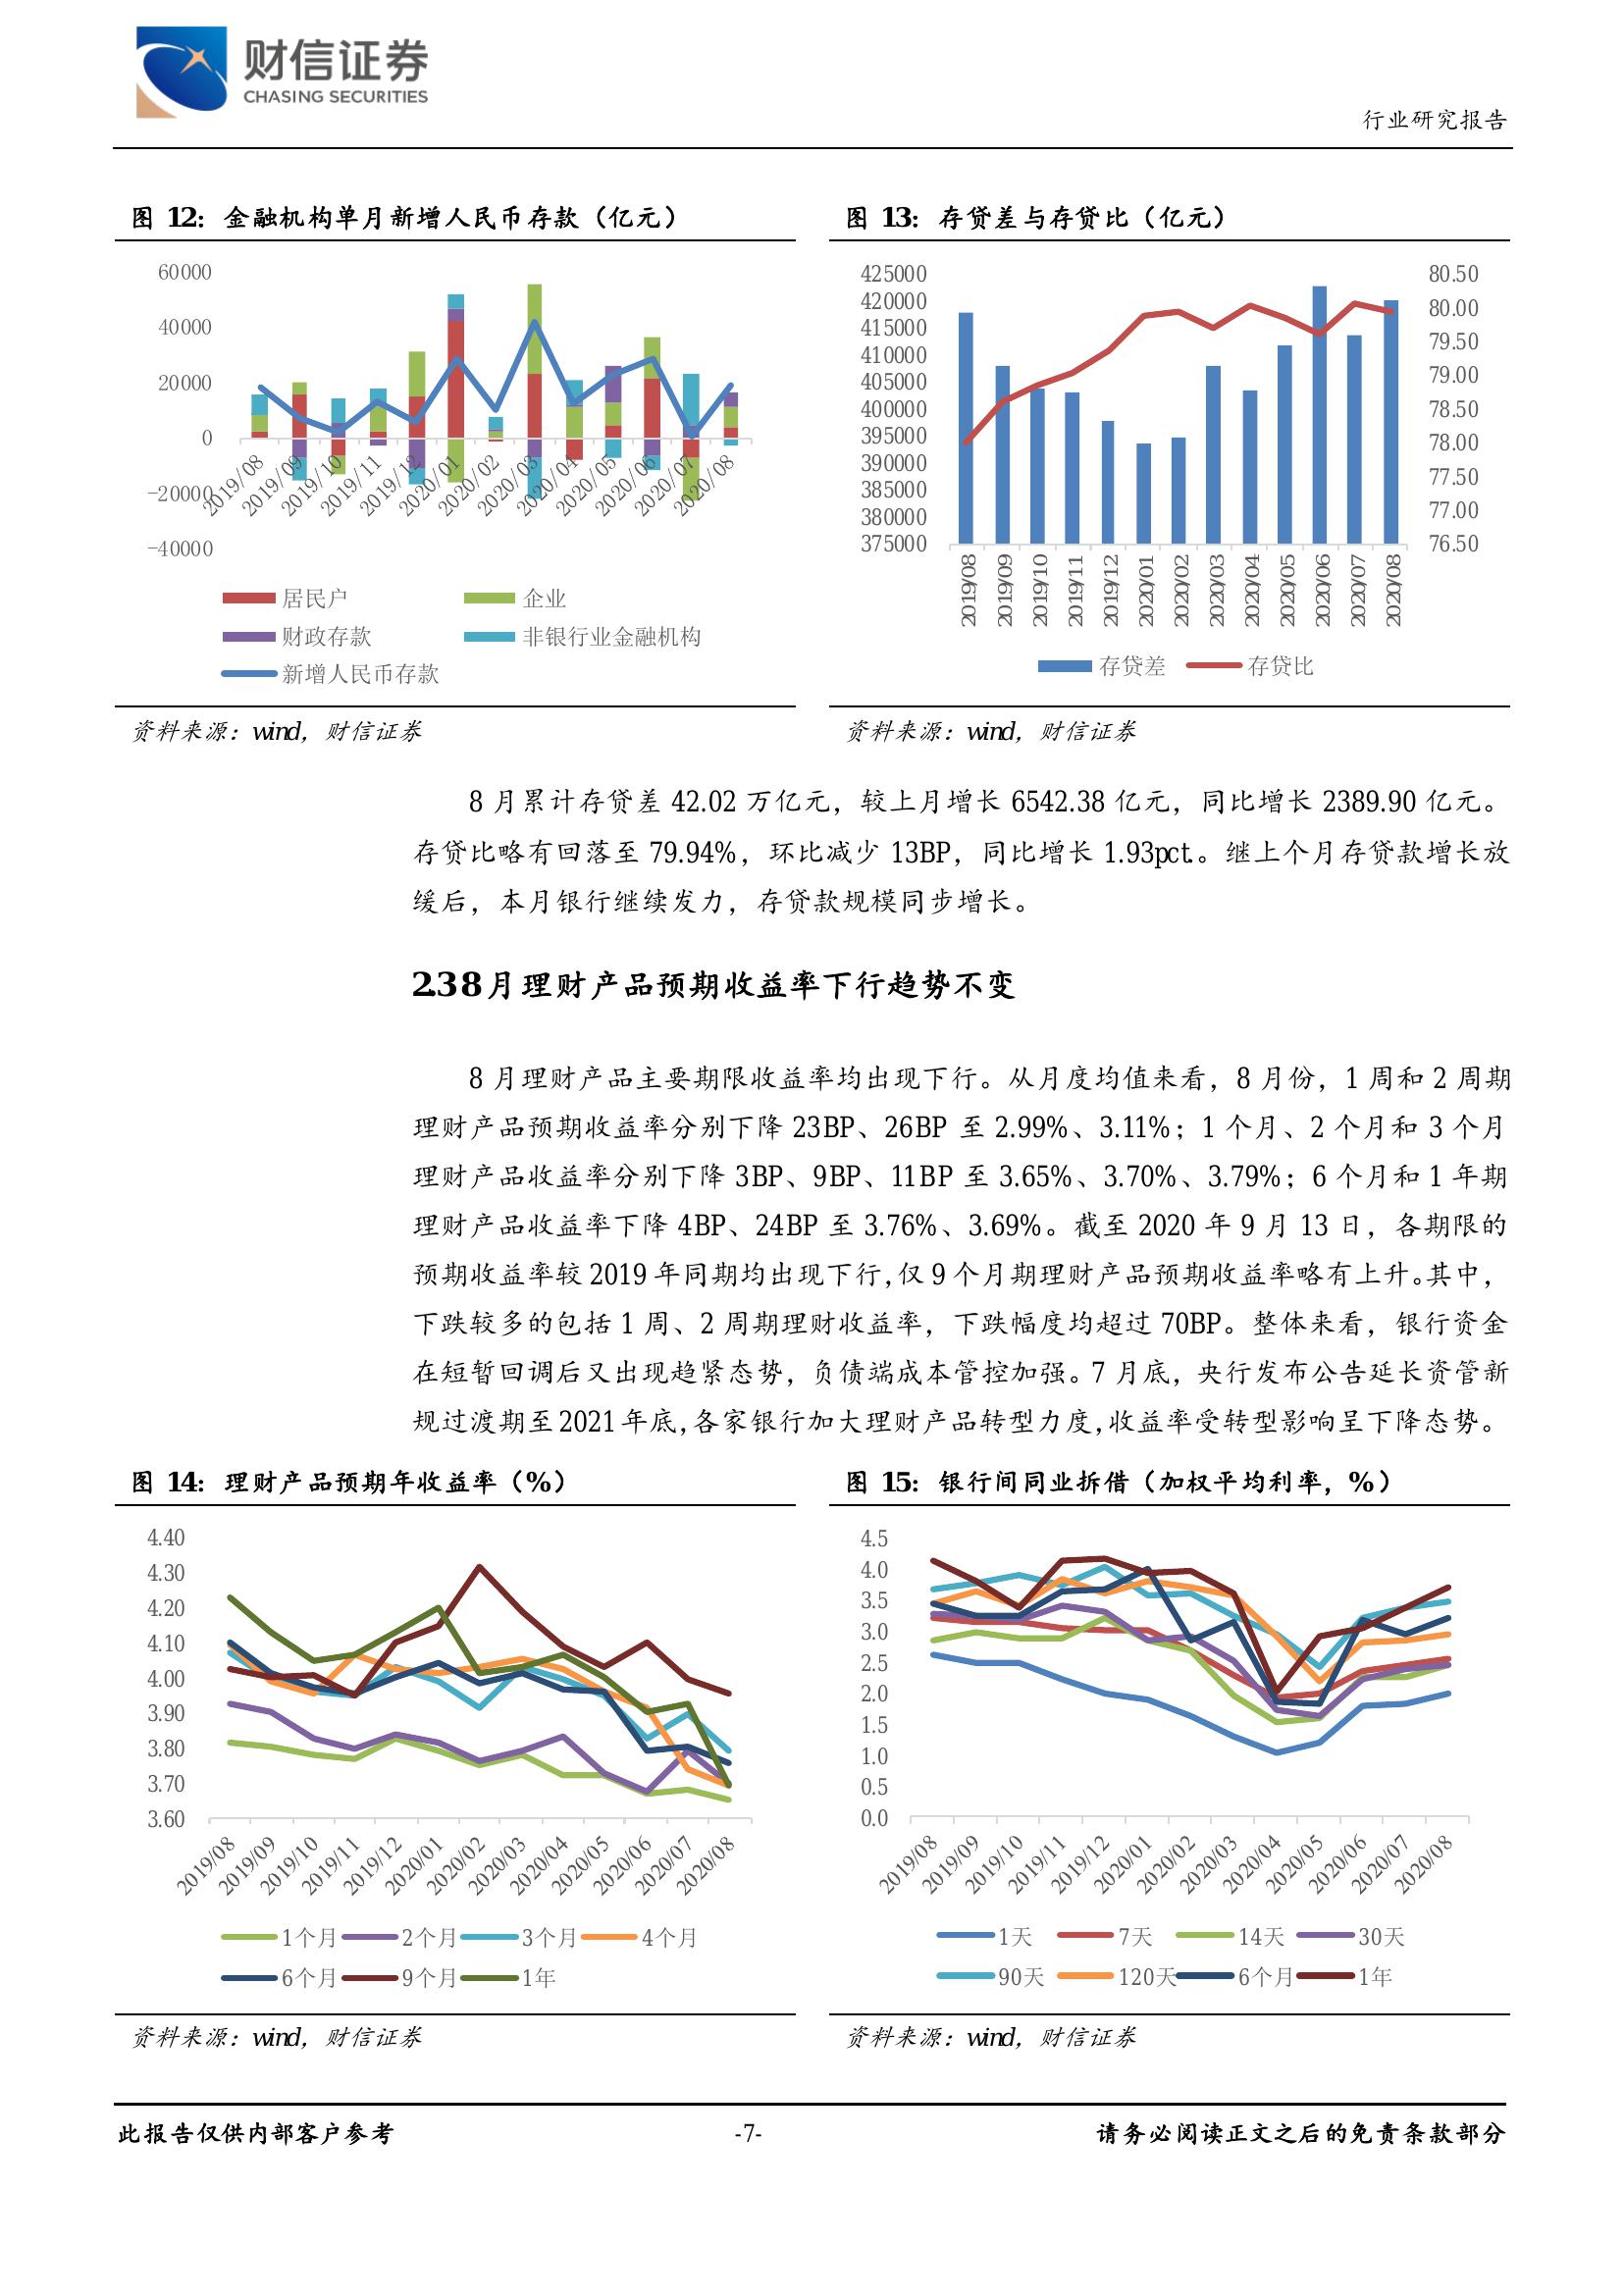 财信证券
CHASING SECURITIES
行业研究报告
图 12：金融机构单月新增人民币存款（亿元）
60000
40000
20000
0
-20000
-40000
2019/08
2019/09
2019/10
2019/11
2019/12
2020/01
2020/02
2020/03
2020/04
2020/05
2020/06
2020/07
2020/08
居民户
企业
财政存款
非银行业金融机构
新增人民币存款
资料来源：wind，财信证券
图 13：存贷差与存贷比（亿元）
425000
420000
415000
410000
405000
400000
395000
390000
385000
380000
375000
80.50
80.00
79.50
79.00
78.50
78.00
77.50
77.00
76.50
2019/08
2019/09
2019/10
2019/11
2019/12
2020/01
2020/02
2020/03
2020/04
2020/05
2020/06
2020/07
2020/08
存贷差
存贷比
资料来源：wind，财信证券
8 月累计存贷差 42.02 万亿元，较上月增长 6542.38 亿元，同比增长 2389.90 亿元。
存贷比略有回落至 79.94%，环比减少 13BP，同比增长 1.93pct.。继上个月存贷款增长放
缓后，本月银行继续发力，存贷款规模同步增长。
2.3 8 月理财产品预期收益率下行趋势不变
8 月理财产品主要期限收益率均出现下行。从月度均值来看，8 月份，1 周和 2 周期
理财产品预期收益率分别下降 23BP、26BP 至 2.99%、3.11%；1 个月、2 个月和 3 个月
理财产品收益率分别下降 3BP、9BP、11BP 至 3.65%、3.70%、3.79%；6 个月和 1 年期
理财产品收益率下降 4BP、24BP 至 3.76%、3.69%。截至 2020 年 9 月 13 日，各期限的
预期收益率较 2019 年同期均出现下行，仅 9 个月期理财产品预期收益率略有上升。其中，
下跌较多的包括 1 周、2 周期理财收益率，下跌幅度均超过 70BP。整体来看，银行资金
在短暂回调后又出现趋紧态势，负债端成本管控加强。7 月底，央行发布公告延长资管新
规过渡期至 2021 年底，各家银行加大理财产品转型力度，收益率受转型影响呈下降态势。
图 14：理财产品预期年收益率（%）
4.40
4.30
4.20
4.10
4.00
3.90
3.80
3.70
3.60
2019/08
2019/09
2019/10
2019/11
2019/12
2020/01
2020/02
2020/03
2020/04
2020/05
2020/06
2020/07
2020/08
1个月
2个月
3个月
4个月
6个月
9个月
1年
资料来源：wind，财信证券
图 15：银行间同业拆借（加权平均利率，%）
4.5
4.0
3.5
3.0
2.5
2.0
1.5
1.0
0.5
0.0
2019/08
2019/09
2019/10
2019/11
2019/12
2020/01
2020/02
2020/03
2020/04
2020/05
2020/06
2020/07
2020/08
1天
7天
14天
30天
90天
120天
6个月
1年
资料来源：wind，财信证券
此报告仅供内部客户参考
-7-
请务必阅读正文之后的免责条款部分